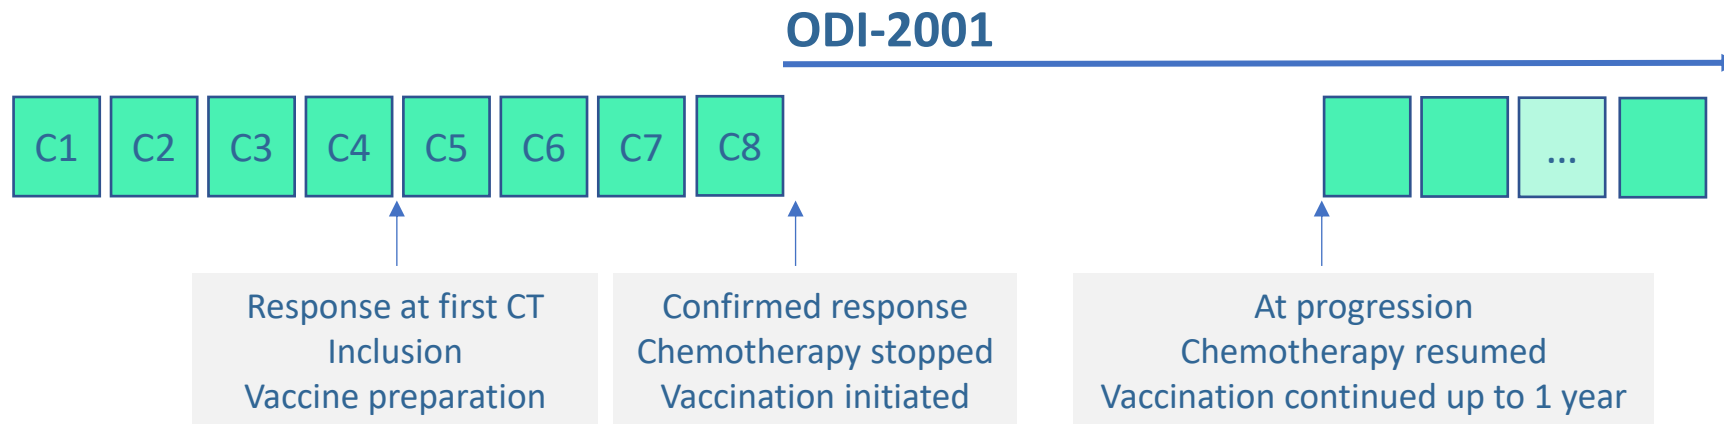 ODI-2001
C1 C2 C3 C4 C5 C6 C7 C8 ...
Response at first CT
Inclusion
Vaccine preparation
Confirmed response
Chemotherapy stopped
Vaccination initiated
At progression
Chemotherapy resumed
Vaccination continued up to 1 year